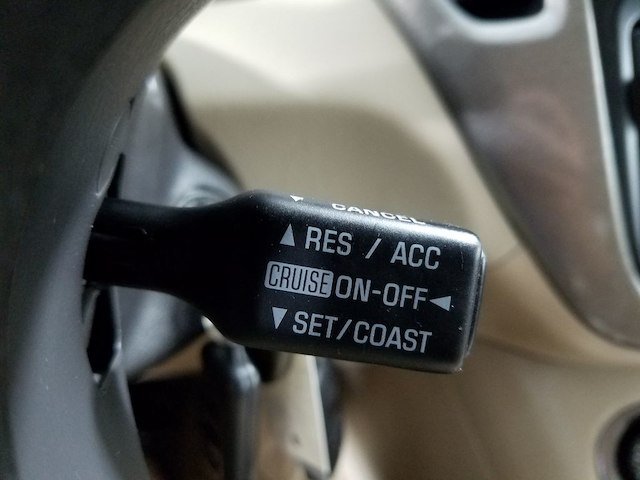 CANCEL
RES / ACC
CRUISE ON-OFF
SET/COAST